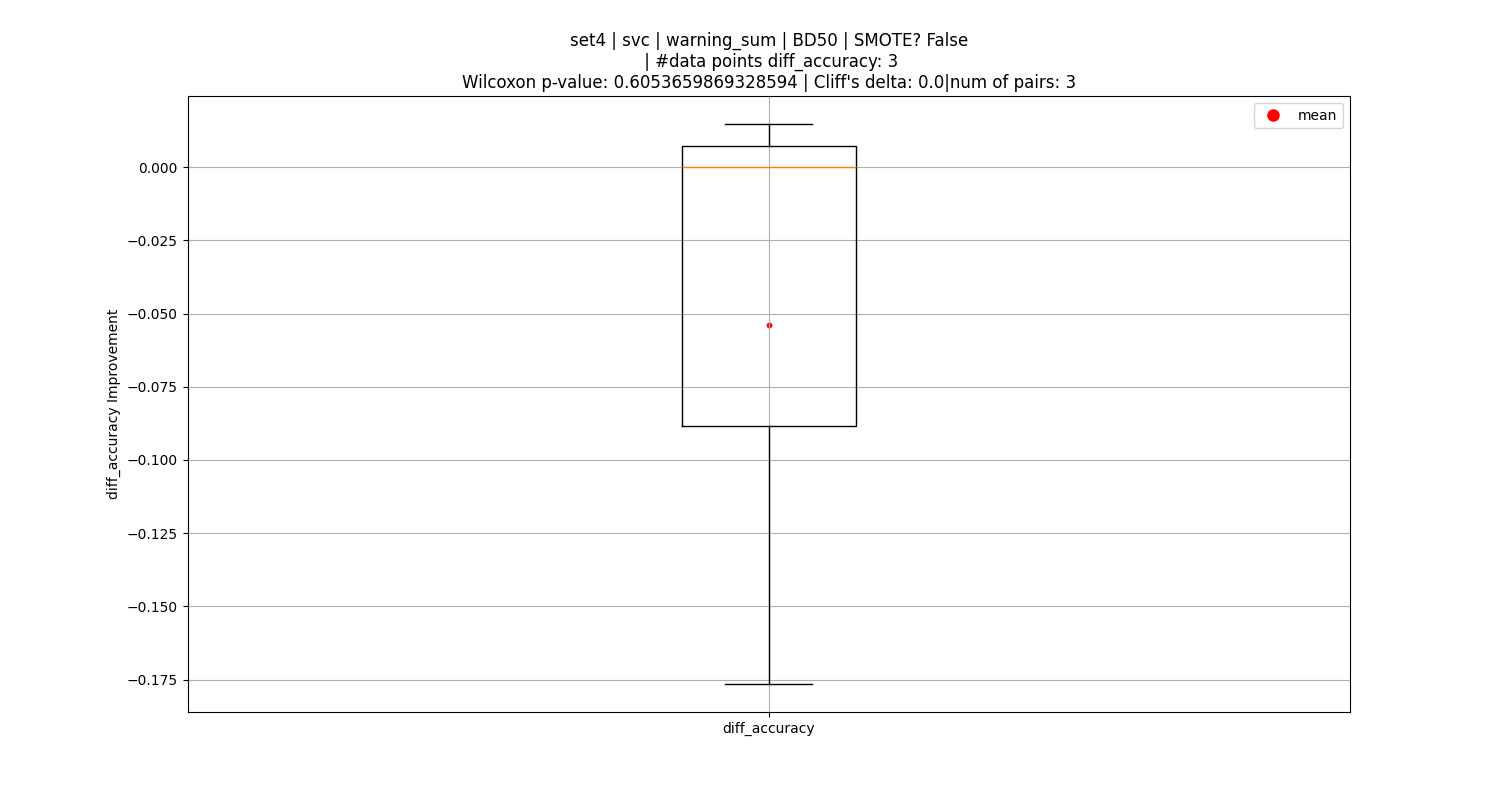 set4 | svc | warning_sum | BD50 | SMOTE? False
| #data points diff_accuracy: 3
Wilcoxon p-value: 0.6053659869328594 | Cliff's delta: 0.0|num of pairs: 3
mean
0.000
−0.025
−0.050
−0.075
−0.100
−0.125
−0.150
−0.175
diff_accuracy Improvement
diff_accuracy